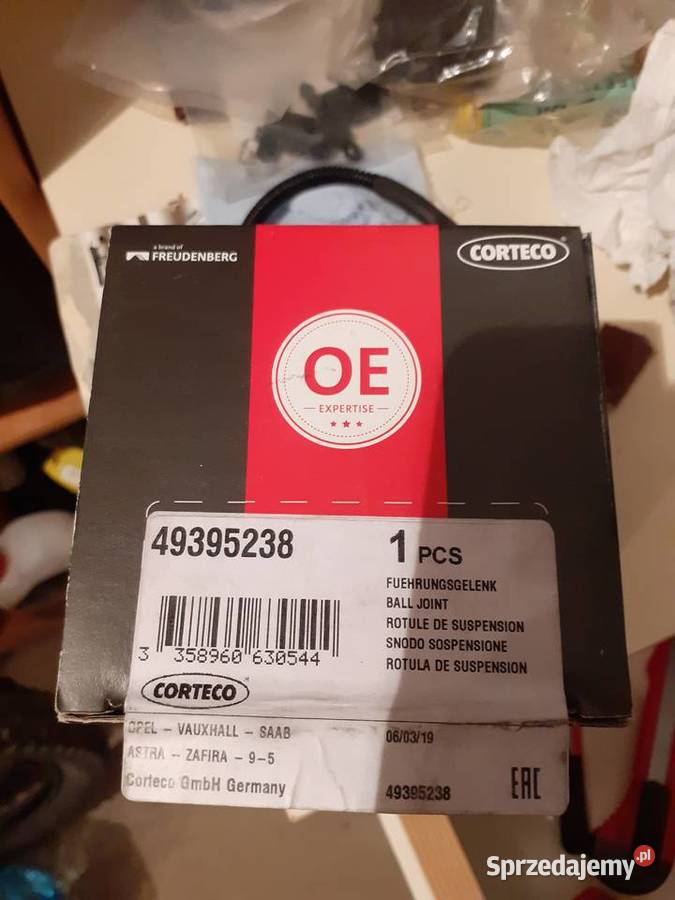 a brand of
FREUDENBERG
CORTECO
OE
EXPERTISE
49395238
1 PCS
FUEHRUNGSGELENK
BALL JOINT
ROTULE DE SUSPENSION
SNODO SOSPENSIONE
ROTULA DE SUSPENSION
3 358960 630544
CORTECO
OPEL - VAUXHALL - SAAB
06/03/19
ASTRA - ZAFIRA - 9-5
Corteco GmbH Germany
49395238
EAC
Sprzedajemy.pl